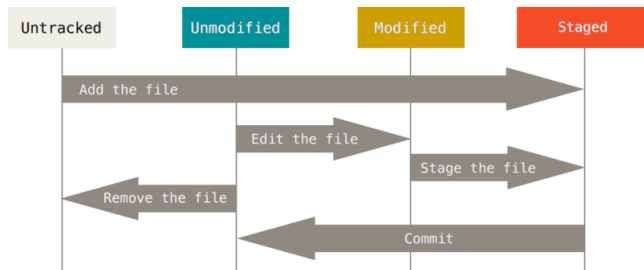 Untracked
Unmodified
Modified
Staged
Add the file
Edit the file
Stage the file
Remove the file
Commit